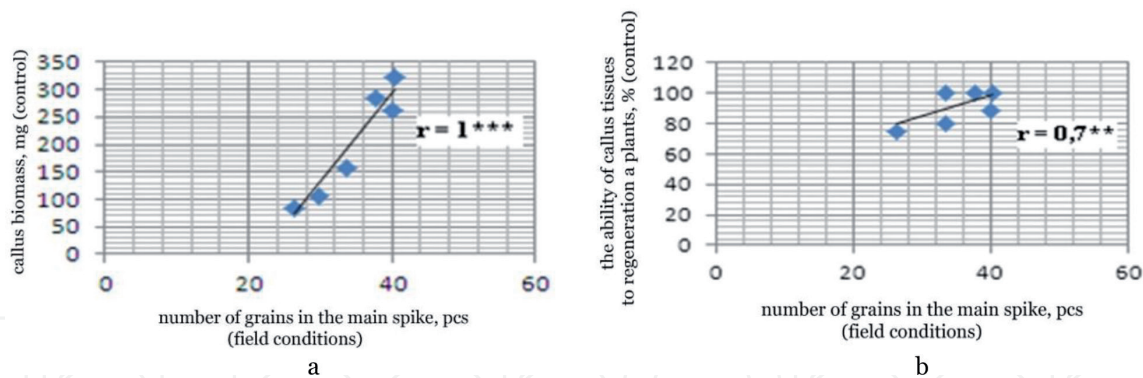 callus biomass, mg (control)
350
300
250
200
150
100
50
0
r = 1***
0
20
40
60
number of grains in the main spike, pcs
(field conditions)
a
the ability of callus tissues
to regeneration a plants, % (control)
120
100
80
60
40
20
0
r = 0,7**
0
20
40
60
number of grains in the main spike, pcs
(field conditions)
b